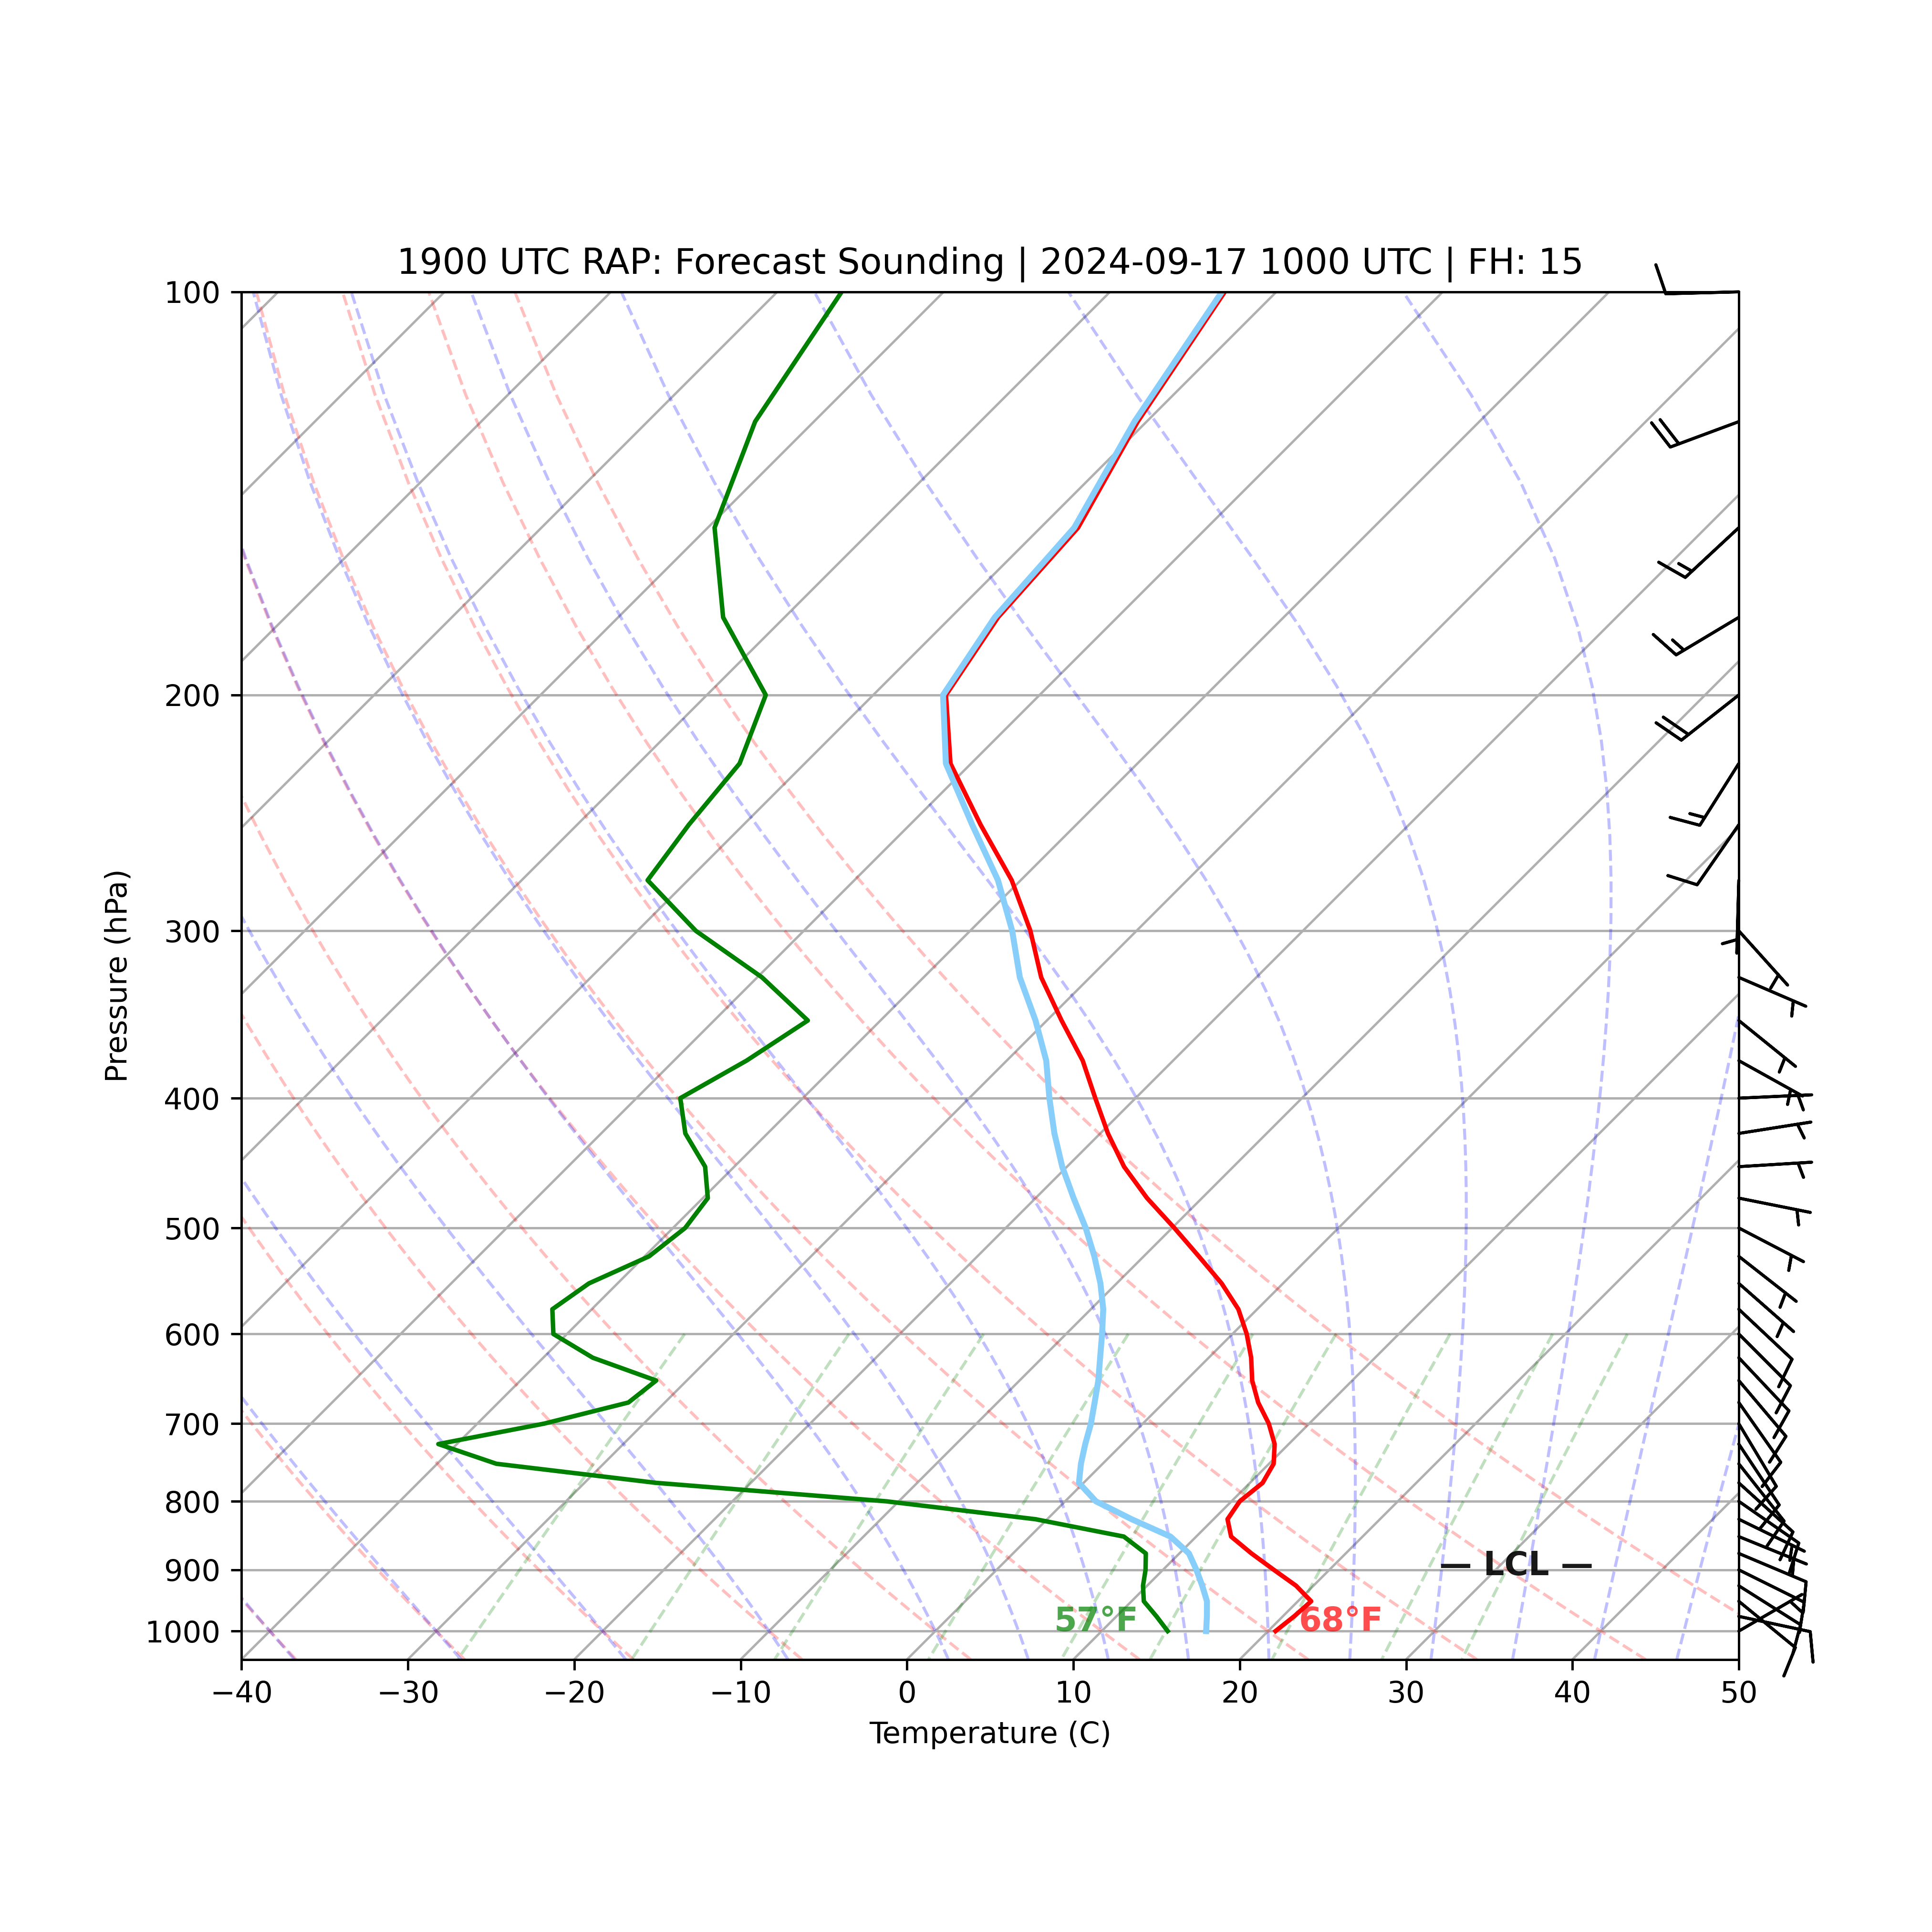 1900 UTC RAP: Forecast Sounding | 2024-09-17 1000 UTC | FH: 15
100
200
300
400
500
600
700
800
900
1000
Pressure (hPa)
— LCL —
57°F
68°F
−40 −30 −20 −10 0 10 20 30 40 50
Temperature (C)